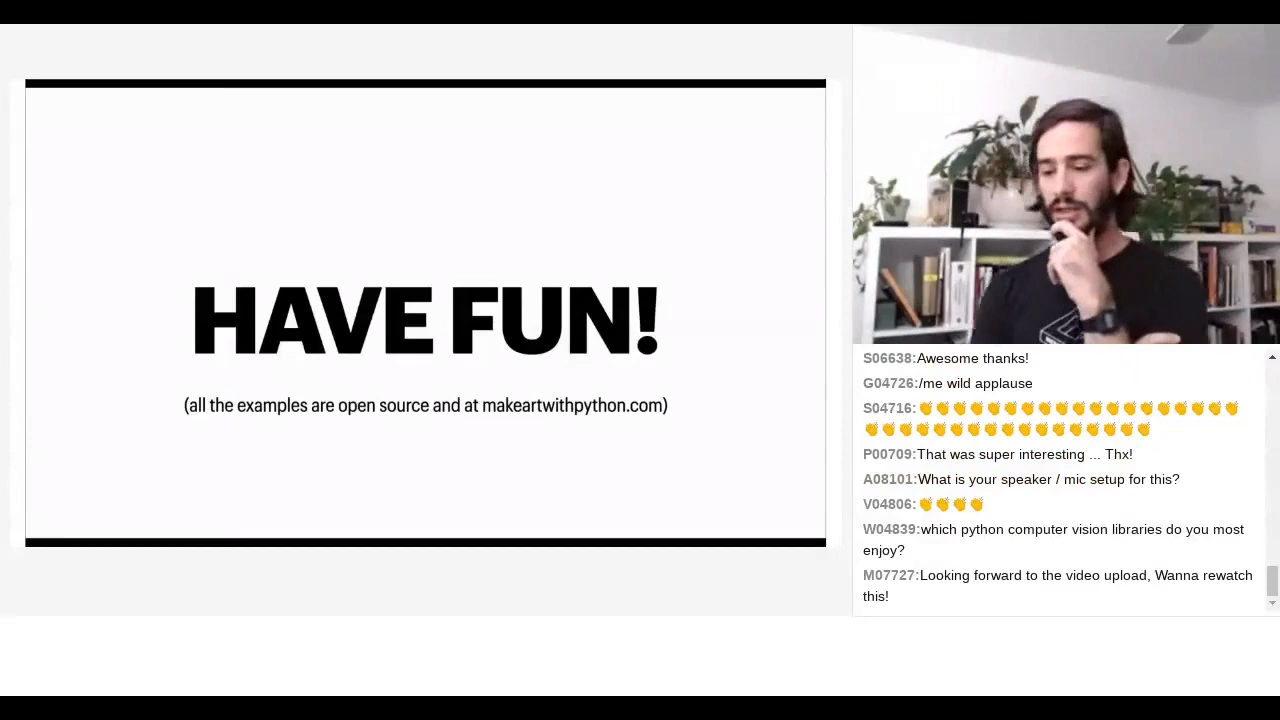 HAVE FUN!
(all the examples are open source and at makeartwithpython.com)
S06638:Awesome thanks!
G04726:/me wild applause
S04716:👏👏👏👏👏👏👏👏👏👏👏👏👏👏👏👏👏👏👏
👏👏👏👏👏👏👏👏👏👏👏👏👏👏👏👏👏
P00709:That was super interesting ... Thx!
A08101:What is your speaker / mic setup for this?
V04806:👏👏👏👏
W04839:which python computer vision libraries do you most
enjoy?
M07727:Looking forward to the video upload, Wanna rewatch
this!